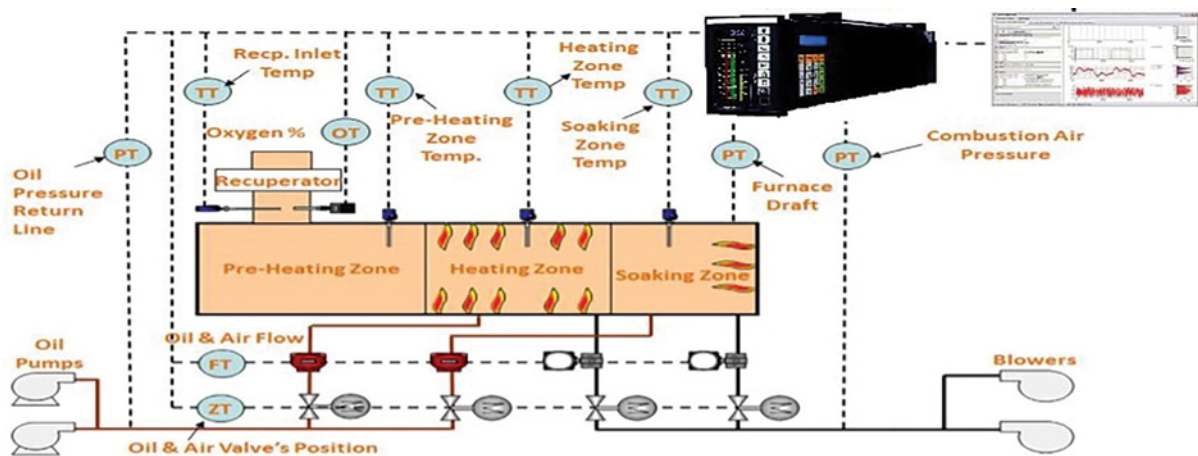 Recp. Inlet
Temp
TT
TT
TT
TT
Heating
Zone
Temp
Pre-Heating
Zone
Temp.
Soaking
Zone
Temp
Oxygen %
OT
PT
Oil
Pressure
Return
Line
Recuperator
PT
Furnace
Draft
PT
Combustion Air
Pressure
Pre-Heating Zone
Heating Zone
Soaking Zone
Oil & Air Flow
FT
Oil
Pumps
Blowers
ZT
Oil & Air Valve's Position